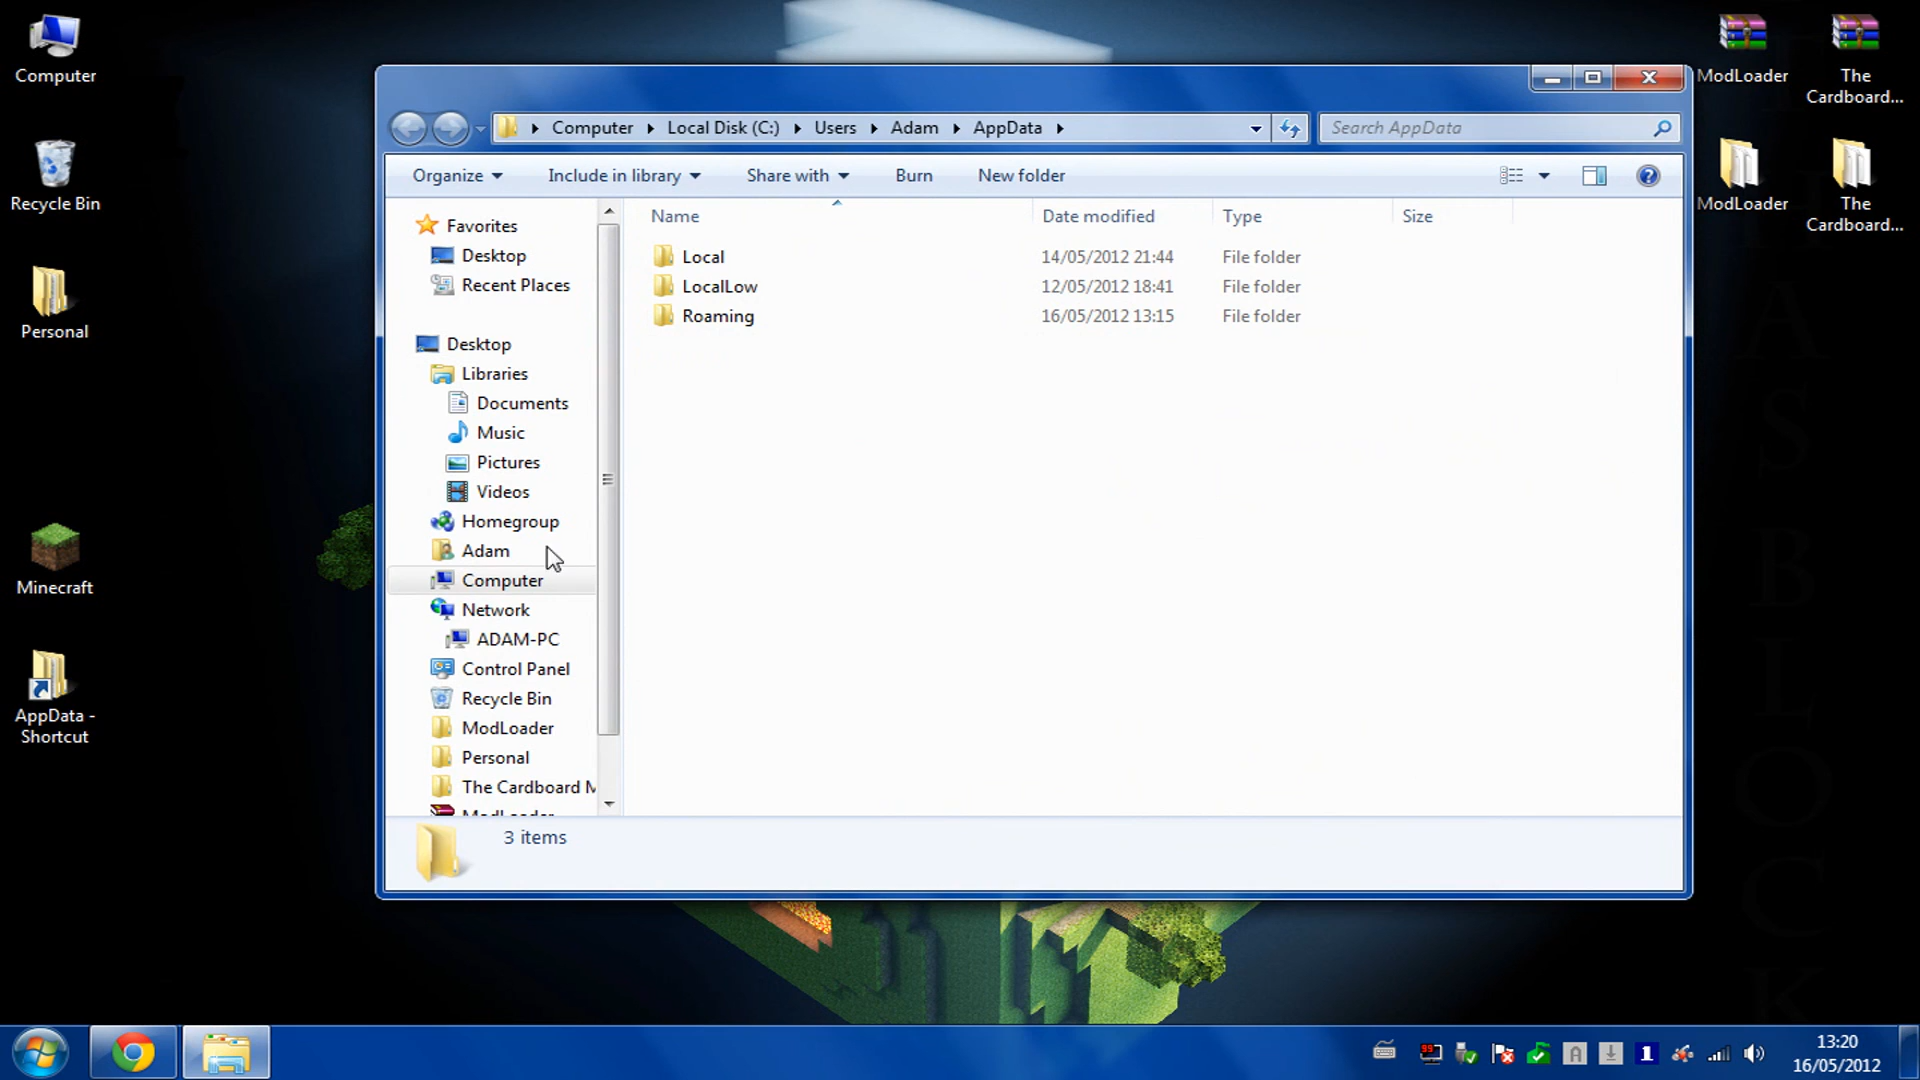 Computer
Recycle Bin
Personal
Minecraft
AppData -
Shortcut
Computer
Local Disk (C:)
Users
Adam
AppData
Search AppData
Organize
Include in library
Share with
Burn
New folder
Favorites
Desktop
Recent Places
Desktop
Libraries
Documents
Music
Pictures
Videos
Homegroup
Adam
Computer
Network
ADAM-PC
Control Panel
Recycle Bin
ModLoader
Personal
The Cardboard M
ModLoader
Name
Date modified
Type
Size
Local
14/05/2012 21:44
File folder
LocalLow
12/05/2012 18:41
File folder
Roaming
16/05/2012 13:15
File folder
3 items
ModLoader
The
Cardboard...
ModLoader
The
Cardboard...
A
S
B
L
O
C
K
99
A
1
13:20
16/05/2012